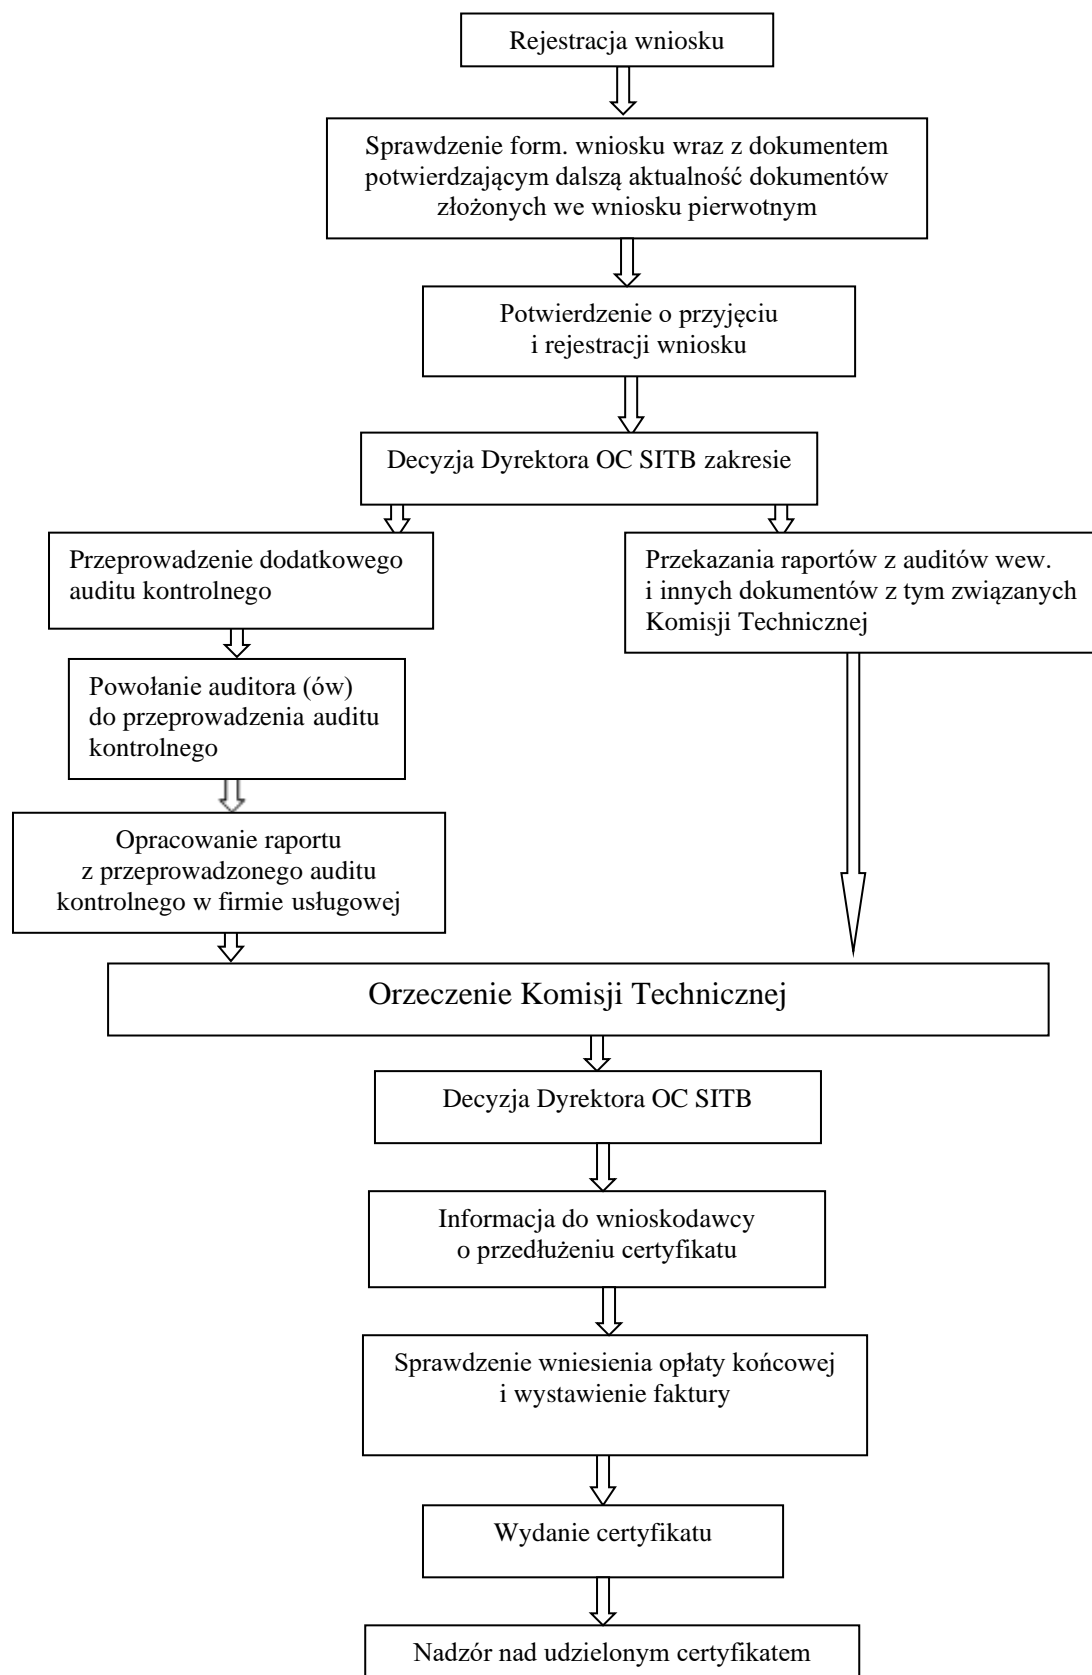 Rejestracja wniosku
Sprawdzenie form. wniosku wraz z dokumentem
potwierdzającym dalszą aktualność dokumentów
złożonych we wniosku pierwotnym
Potwierdzenie o przyjęciu
i rejestracji wniosku
Decyzja Dyrektora OC SITB zakresie
Przeprowadzenie dodatkowego
auditu kontrolnego
Przekazania raportów z auditów wew.
i innych dokumentów z tym związanych
Komisji Technicznej
Powołanie auditora (ów)
do przeprowadzenia auditu
kontrolnego
Opracowanie raportu
z przeprowadzonego auditu
kontrolnego w firmie usługowej
Orzeczenie Komisji Technicznej
Decyzja Dyrektora OC SITB
Informacja do wnioskodawcy
o przedłużeniu certyfikatu
Sprawdzenie wniesienia opłaty końcowej
i wystawienie faktury
Wydanie certyfikatu
Nadzór nad udzielonym certyfikatem